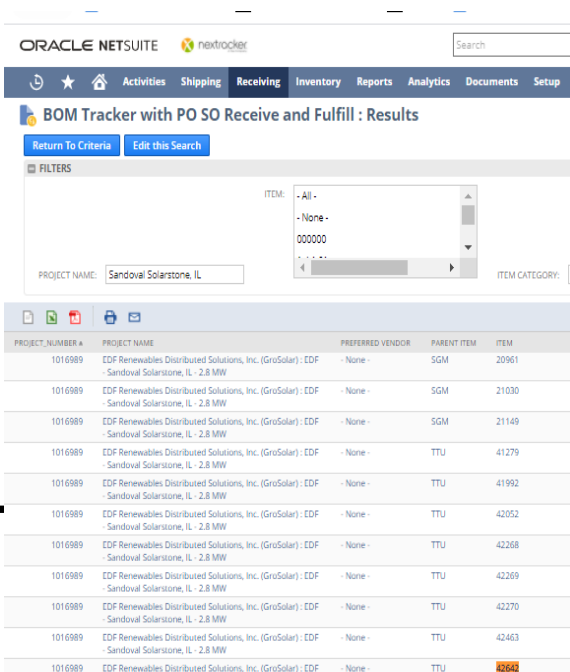 ORACLE NETSUITE nextracker Search
Activities Shipping Receiving Inventory Reports Analytics Documents Setup
BOM Tracker with PO SO Receive and Fulfill : Results
Return To Criteria Edit this Search
FILTERS
ITEM: - All -
- None -
000000
PROJECT NAME: Sandoval Solarstone, IL ITEM CATEGORY:
PROJECT_NUMBER PROJECT NAME PREFERRED VENDOR PARENT ITEM ITEM
1016989 EDF Renewables Distributed Solutions, Inc. (GroSolar) : EDF - None - SGM 20961
- Sandoval Solarstone, IL - 2.8 MW
1016989 EDF Renewables Distributed Solutions, Inc. (GroSolar) : EDF - None - SGM 21030
- Sandoval Solarstone, IL - 2.8 MW
1016989 EDF Renewables Distributed Solutions, Inc. (GroSolar) : EDF - None - SGM 21149
- Sandoval Solarstone, IL - 2.8 MW
1016989 EDF Renewables Distributed Solutions, Inc. (GroSolar) : EDF - None - TTU 41279
- Sandoval Solarstone, IL - 2.8 MW
1016989 EDF Renewables Distributed Solutions, Inc. (GroSolar) : EDF - None - TTU 41992
- Sandoval Solarstone, IL - 2.8 MW
1016989 EDF Renewables Distributed Solutions, Inc. (GroSolar) : EDF - None - TTU 42052
- Sandoval Solarstone, IL - 2.8 MW
1016989 EDF Renewables Distributed Solutions, Inc. (GroSolar) : EDF - None - TTU 42268
- Sandoval Solarstone, IL - 2.8 MW
1016989 EDF Renewables Distributed Solutions, Inc. (GroSolar) : EDF - None - TTU 42269
- Sandoval Solarstone, IL - 2.8 MW
1016989 EDF Renewables Distributed Solutions, Inc. (GroSolar) : EDF - None - TTU 42270
- Sandoval Solarstone, IL - 2.8 MW
1016989 EDF Renewables Distributed Solutions, Inc. (GroSolar) : EDF - None - TTU 42463
- Sandoval Solarstone, IL - 2.8 MW
1016989 EDF Renewables Distributed Solutions, Inc. (GroSolar) : EDF - None - TTU 42642